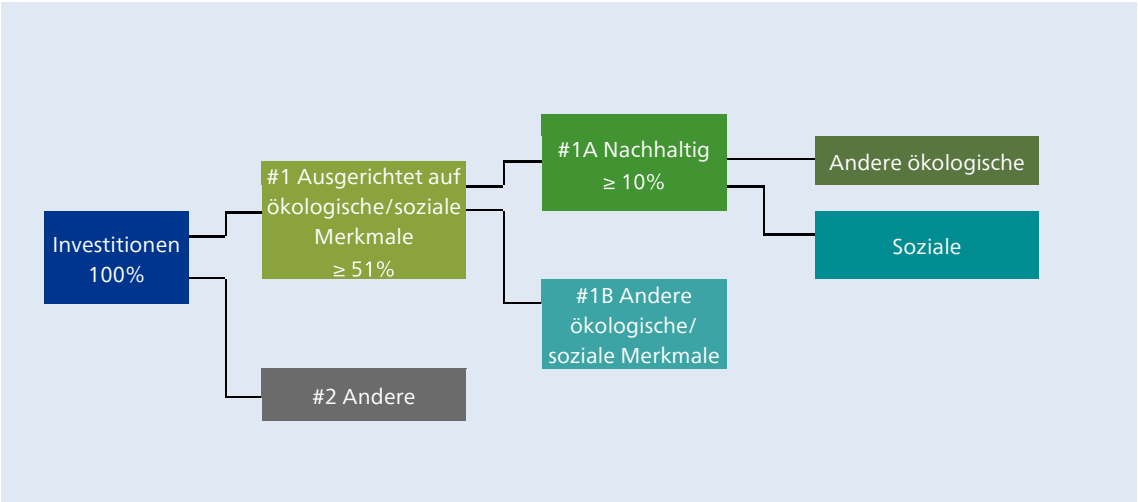 Investitionen
100%
#1 Ausgerichtet auf
ökologische/soziale
Merkmale
≥ 51%
#2 Andere
#1A Nachhaltig
≥ 10%
#1B Andere
ökologische/
soziale Merkmale
Andere ökologische
Soziale